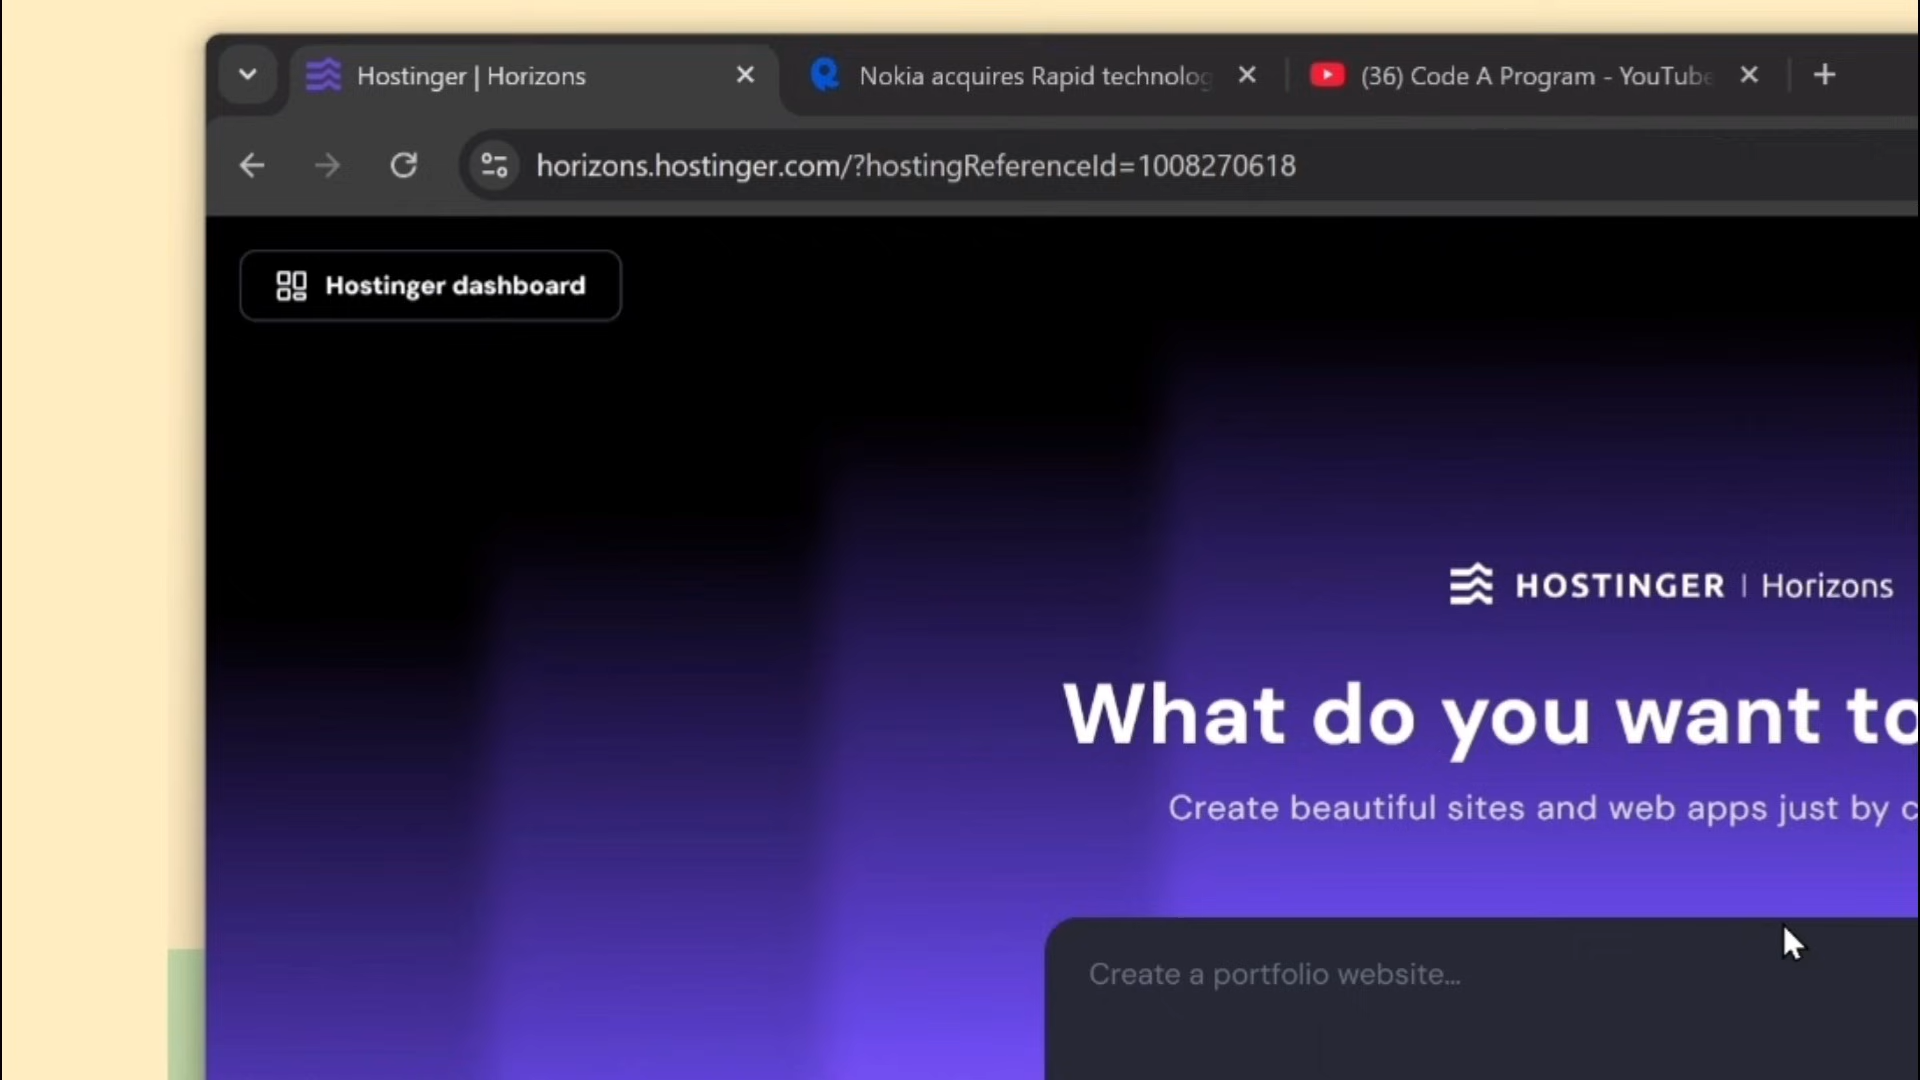 Hostinger | Horizons
Nokia acquires Rapid technolog
(36) Code A Program - YouTube
horizons.hostinger.com/?hostingReferenceId=1008270618
Hostinger dashboard
HOSTINGER | Horizons
What do you want to
Create beautiful sites and web apps just by c
Create a portfolio website...